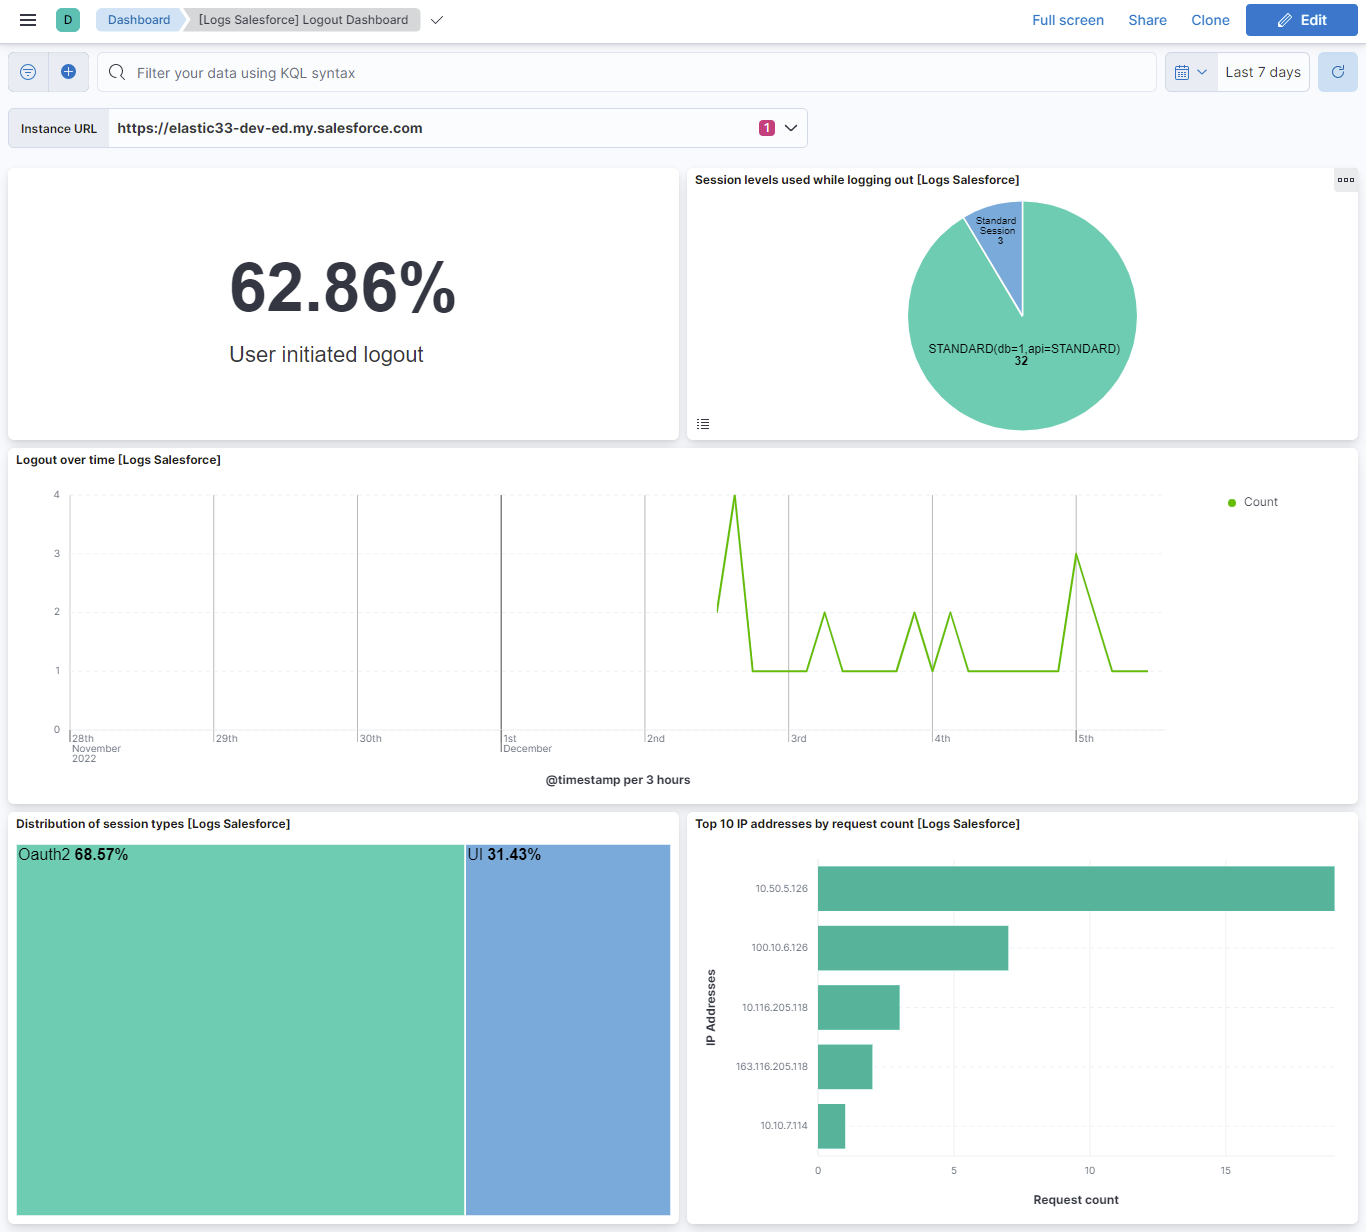 D
Dashboard
[Logs Salesforce] Logout Dashboard
Full screen
Share
Clone
Edit
Filter your data using KQL syntax
Last 7 days
Instance URL
https://elastic33-dev-ed.my.salesforce.com
1
62.86%
User initiated logout
Session levels used while logging out [Logs Salesforce]
Standard
Session
3
STANDARD(db=1,api=STANDARD)
32
Logout over time [Logs Salesforce]
4
3
2
1
0
Count
28th
November
2022
29th
30th
1st
December
2nd
3rd
4th
5th
@timestamp per 3 hours
Distribution of session types [Logs Salesforce]
Oauth2 68.57%
UI 31.43%
Top 10 IP addresses by request count [Logs Salesforce]
IP Addresses
10.50.5.126
100.10.6.126
10.116.205.118
163.116.205.118
10.10.7.114
0
5
10
15
Request count